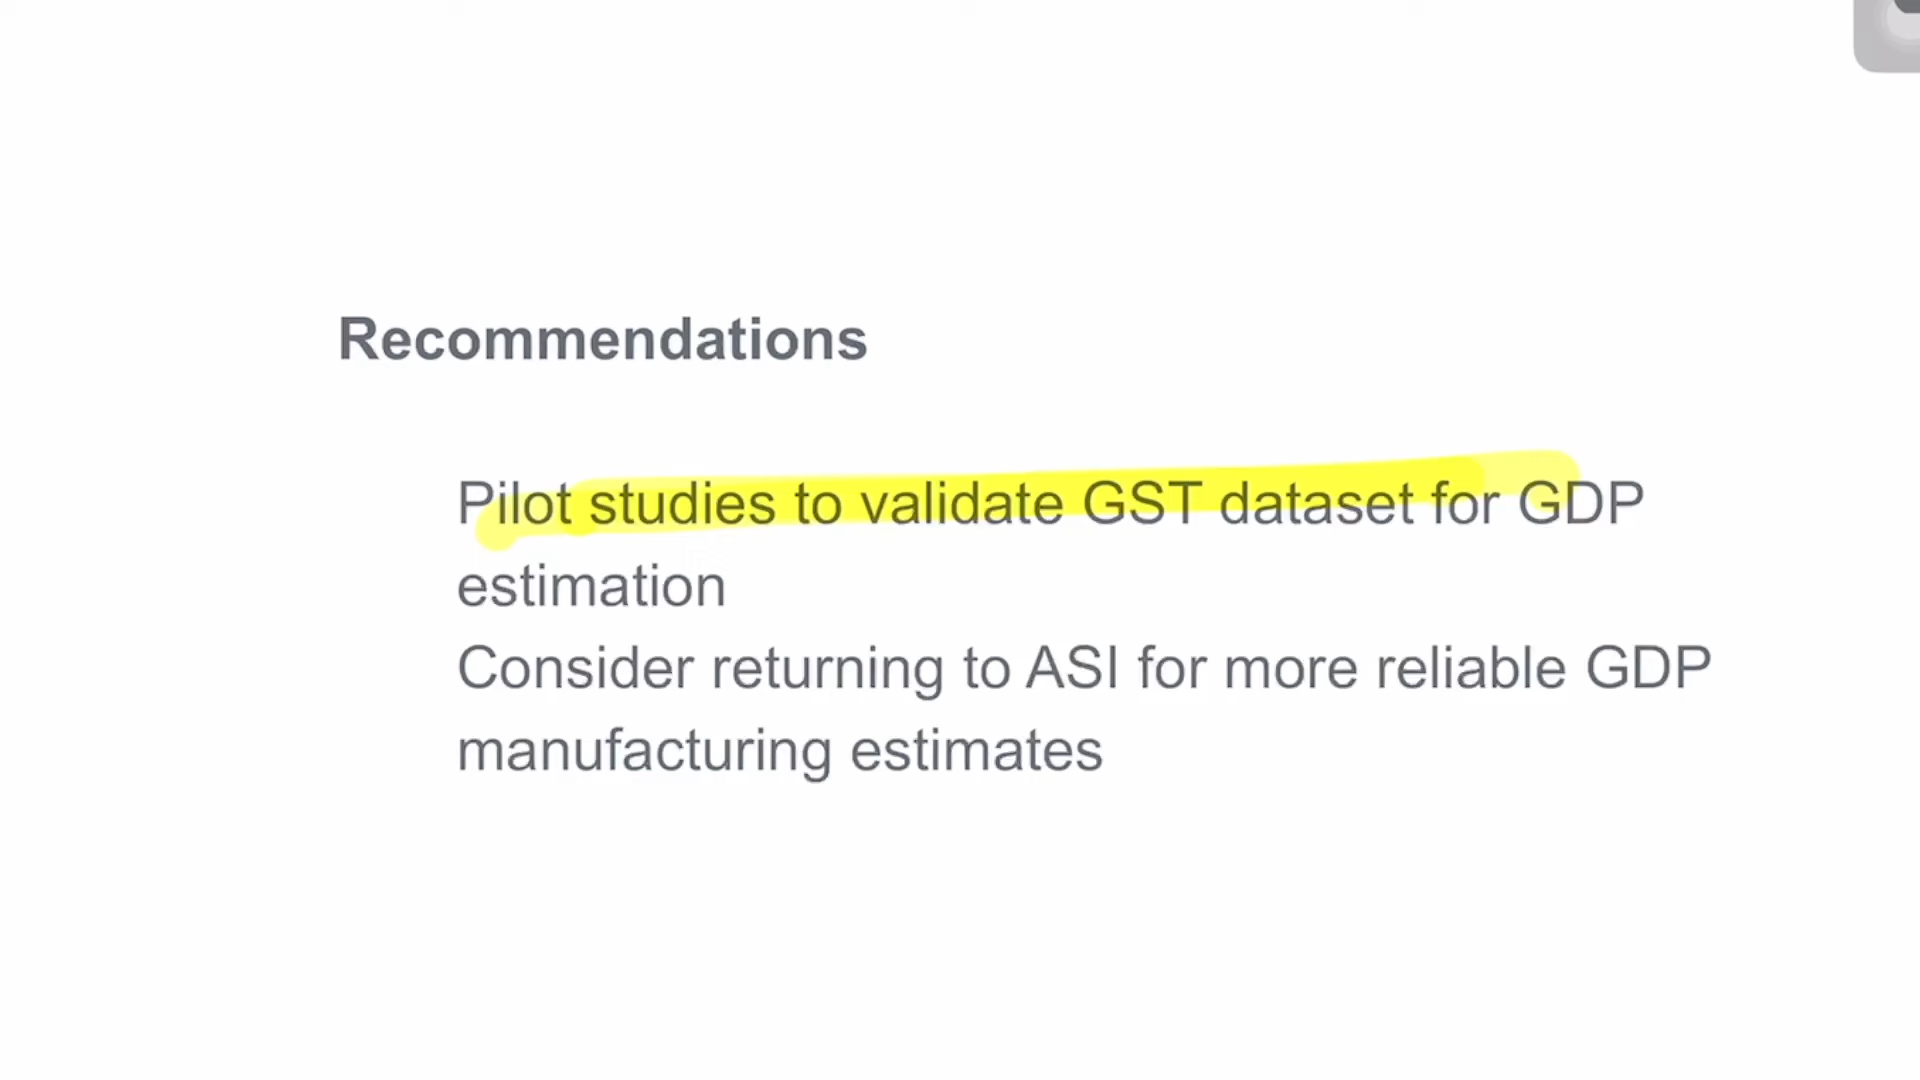 Recommendations
Pilot studies to validate GST dataset for GDP
estimation
Consider returning to ASI for more reliable GDP
manufacturing estimates